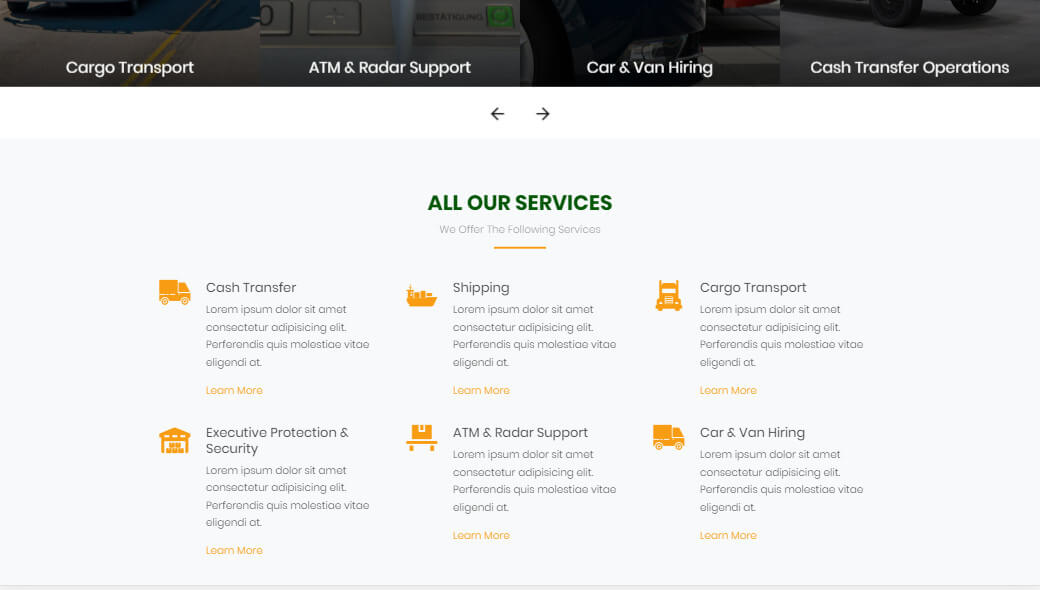 BESTÄTIGUNG
Cargo Transport
ATM & Radar Support
Car & Van Hiring
Cash Transfer Operations
ALL OUR SERVICES
We Offer The Following Services
Cash Transfer
Lorem ipsum dolor sit amet
consectetur adipisicing elit.
Perferendis quis molestiae vitae
eligendi at.
Learn More
Shipping
Lorem ipsum dolor sit amet
consectetur adipisicing elit.
Perferendis quis molestiae vitae
eligendi at.
Learn More
Cargo Transport
Lorem ipsum dolor sit amet
consectetur adipisicing elit.
Perferendis quis molestiae vitae
eligendi at.
Learn More
Executive Protection &
Security
Lorem ipsum dolor sit amet
consectetur adipisicing elit.
Perferendis quis molestiae vitae
eligendi at.
Learn More
ATM & Radar Support
Lorem ipsum dolor sit amet
consectetur adipisicing elit.
Perferendis quis molestiae vitae
eligendi at.
Learn More
Car & Van Hiring
Lorem ipsum dolor sit amet
consectetur adipisicing elit.
Perferendis quis molestiae vitae
eligendi at.
Learn More